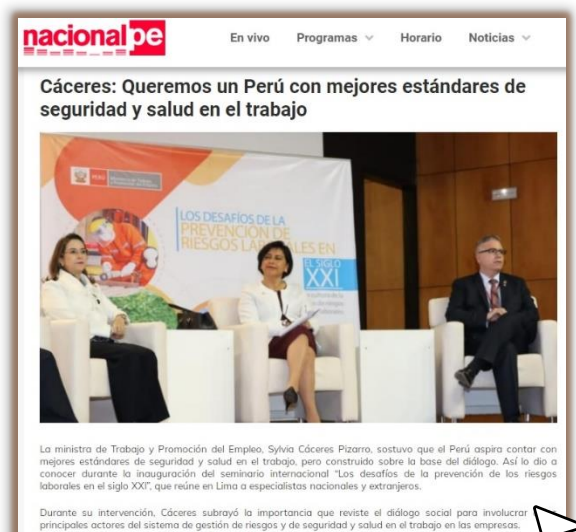 nacional pe
En vivo Programas Horario Noticias
Cáceres: Queremos un Perú con mejores estándares de
seguridad y salud en el trabajo
PERÚ
LOS DESAFÍOS DE LA
PREVENCIÓN DE
RIESGOS LABORALES EN
EL SIGLO
XXI
La ministra de Trabajo y Promoción del Empleo, Sylvia Cáceres Pizarro, sostuvo que el Perú aspira contar con
mejores estándares de seguridad y salud en el trabajo, pero construido sobre la base del diálogo. Así lo dio a
conocer durante la inauguración del seminario internacional “Los desafíos de la prevención de los riesgos
laborales en el siglo XXI”, que reúne en Lima a especialistas nacionales y extranjeros.
Durante su intervención, Cáceres subrayó la importancia que reviste el diálogo social para involucrar
principales actores del sistema de gestión de riesgos y de seguridad y salud en el trabajo en las empresas.